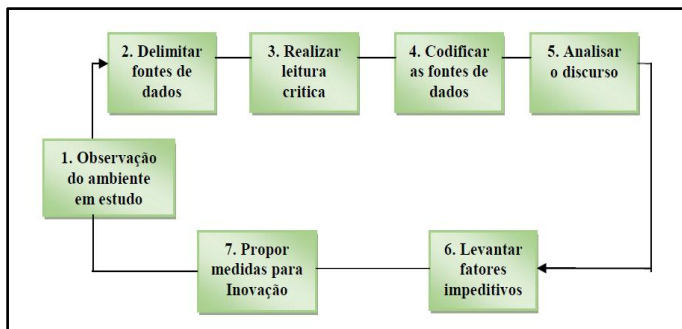 1. Observação
do ambiente
em estudo
2. Delimitar
fontes de
dados
3. Realizar
leitura
critica
4. Codificar
as fontes de
dados
5. Analisar
o discurso
6. Levantar
fatores
impeditivos
7. Propor
medidas para
Inovação